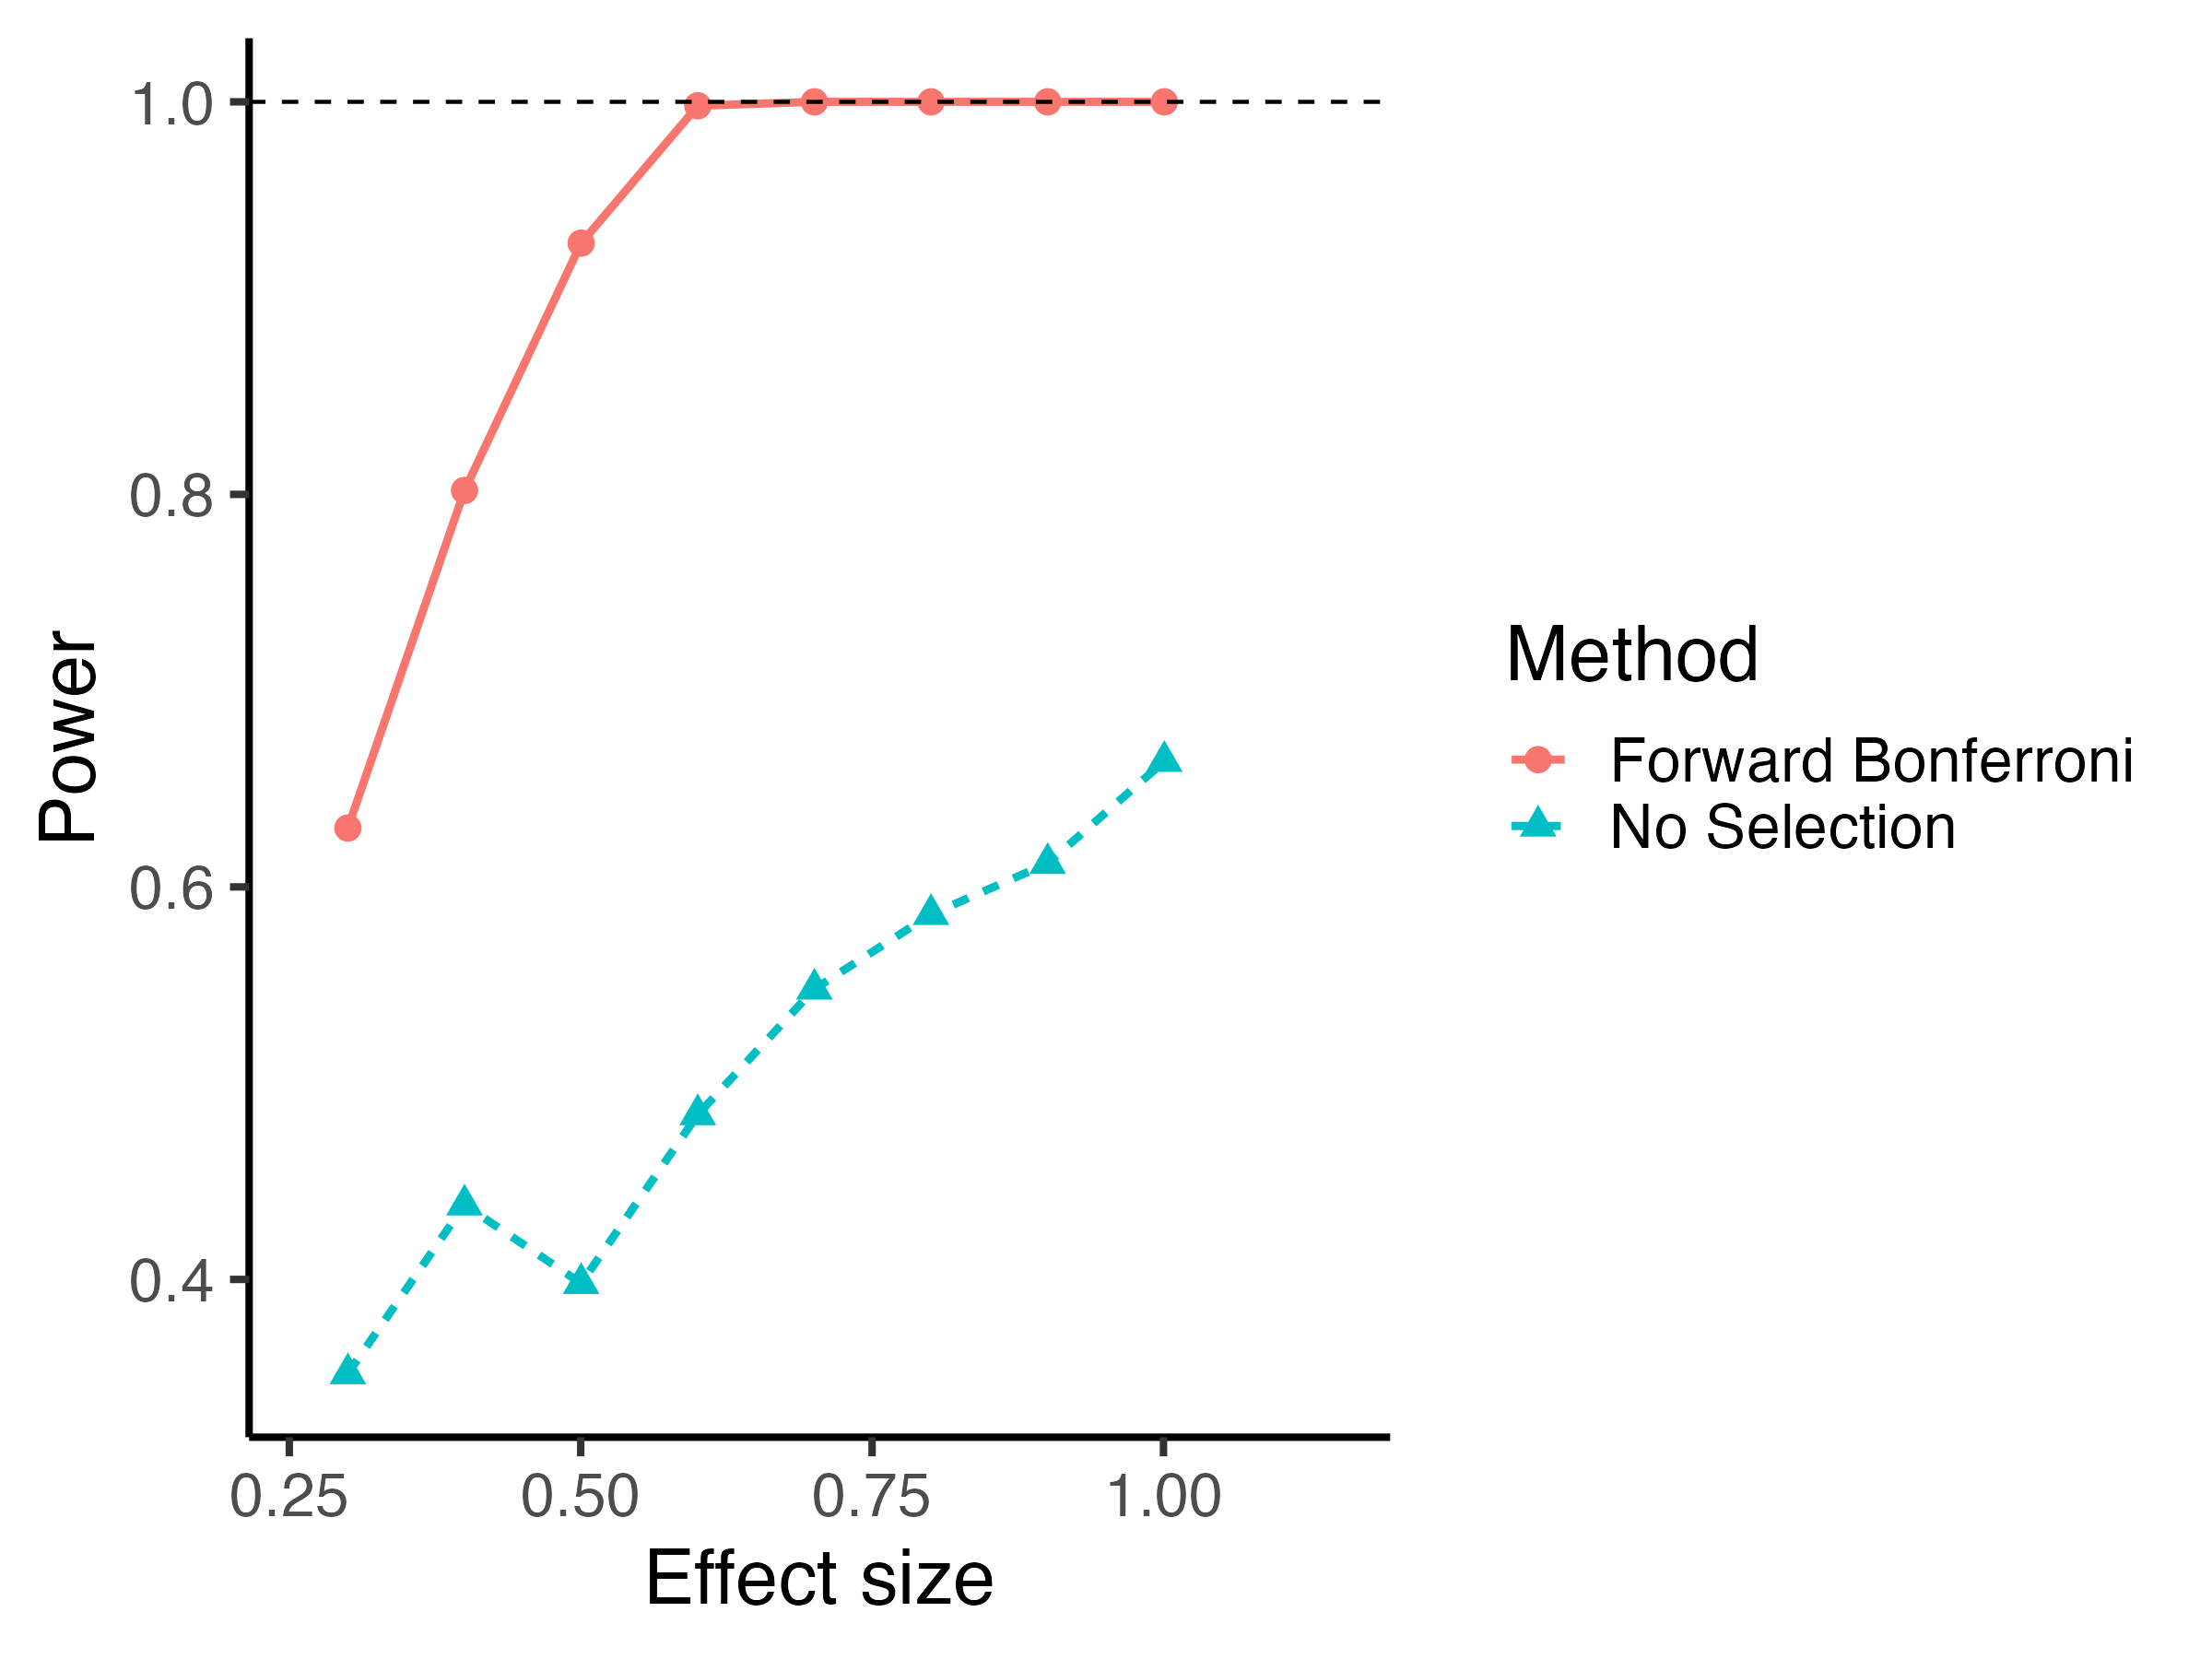 1.0
0.8
0.6
0.4
Power
0.25 0.50 0.75 1.00
Effect size
Method
Forward Bonferroni
No Selection